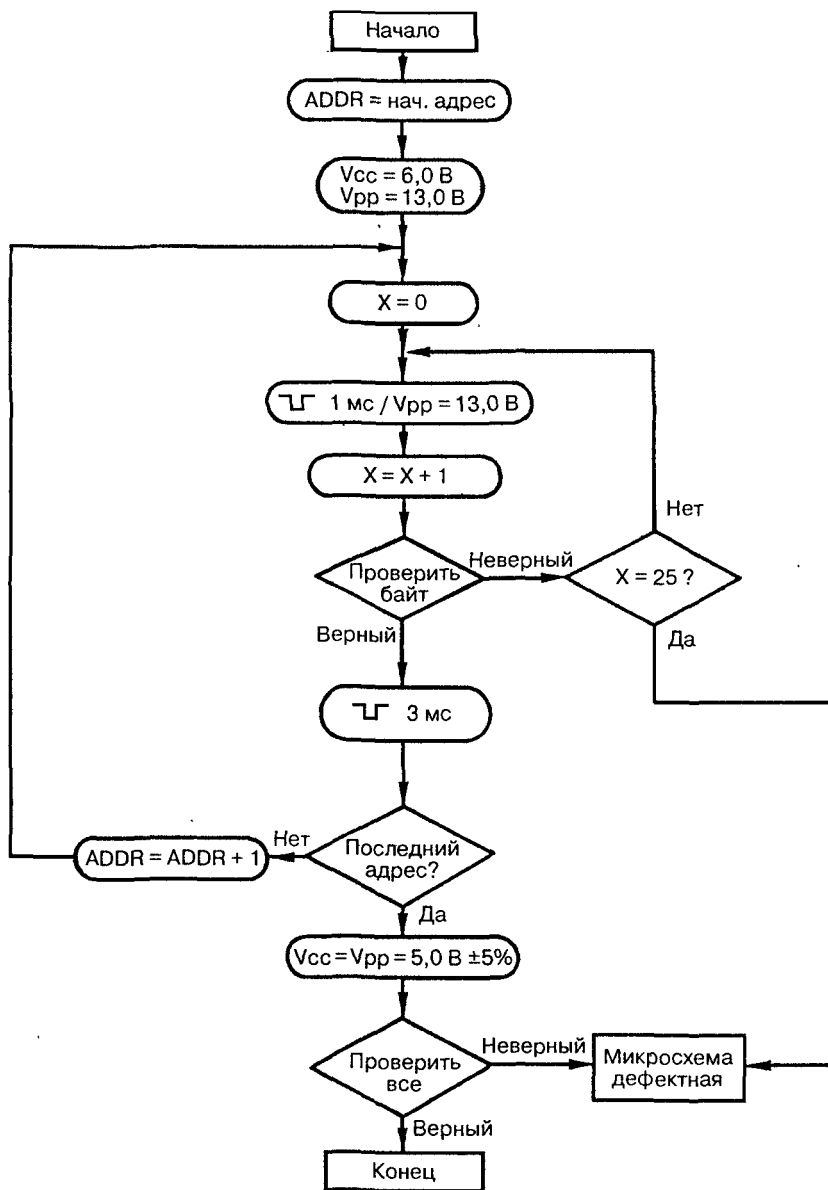 Начало
ADDR = нач. адрес
Vcc = 6,0 В
Vpp = 13,0 В
X = 0
1 мс / Vpp = 13,0 В
X = X + 1
Нет
Проверить
байт
Неверный
X = 25 ?
Верный
Да
3 мс
ADDR = ADDR + 1
Нет
Последний
адрес?
Да
Vcc = Vpp = 5,0 В ±5%
Проверить
все
Неверный
Микросхема
дефектная
Верный
Конец